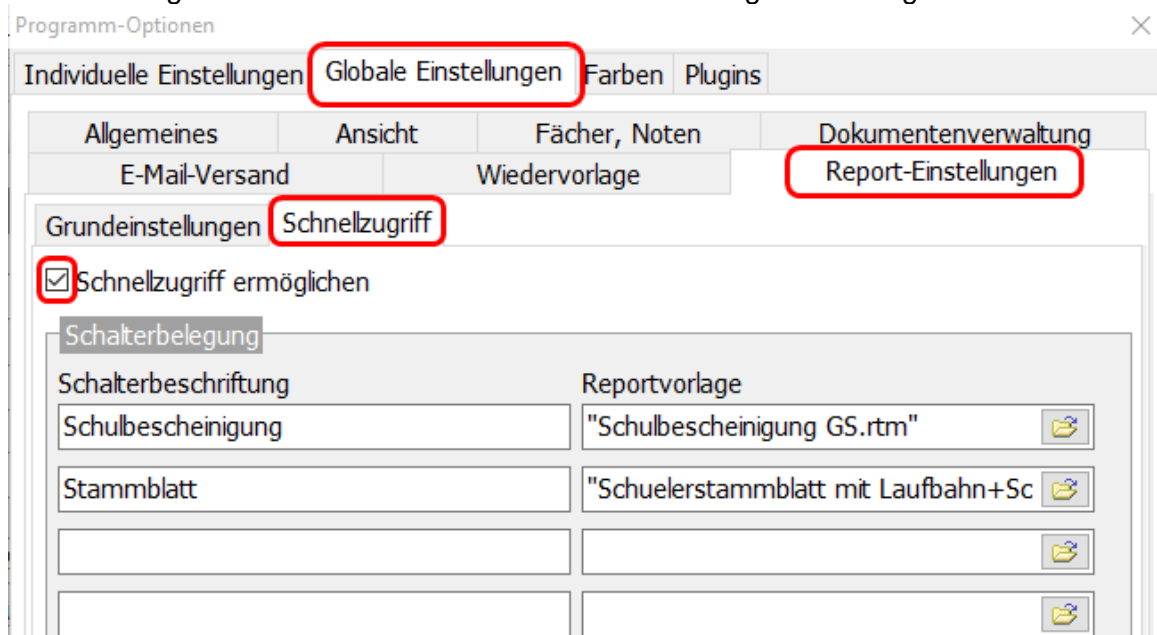 Programm-Optionen
Individuelle Einstellungen Globale Einstellungen Farben Plugins
Allgemeines Ansicht Fächer, Noten Dokumentenverwaltung
E-Mail-Versand Wiedervorlage Report-Einstellungen
Grundeinstellungen Schnellzugriff
Schnellzugriff ermöglichen
Schalterbelegung
Schalterbeschriftung Reportvorlage
Schulbescheinigung "Schulbescheinigung GS.rtm"
Stammblatt "Schuelerstammblatt mit Laufbahn+Sc